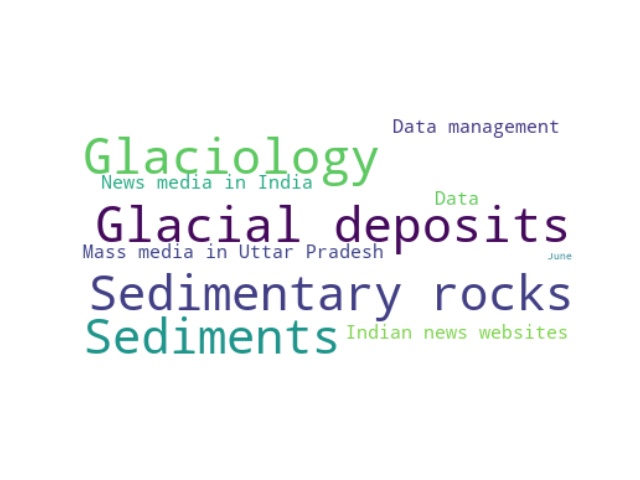 Data management
Glaciology
News media in India
Data
Glacial deposits
Mass media in Uttar Pradesh
June
Sedimentary rocks
Sediments
Indian news websites